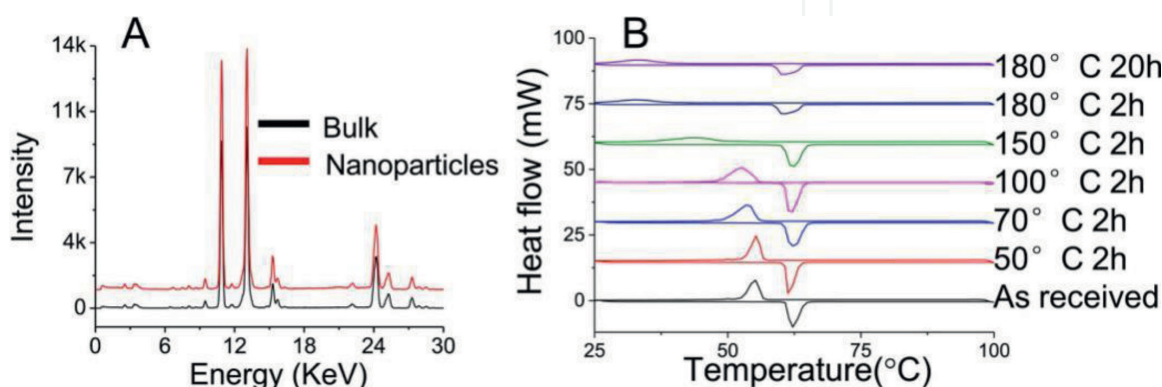 A
14k
11k
7k
4k
0
Intensity
Bulk
Nanoparticles
0 6 12 18 24 30
Energy (KeV)
B
100
75
50
25
0
Heat flow (mW)
180° C 20h
180° C 2h
150° C 2h
100° C 2h
70° C 2h
50° C 2h
As received
25 50 75 100
Temperature(°C)